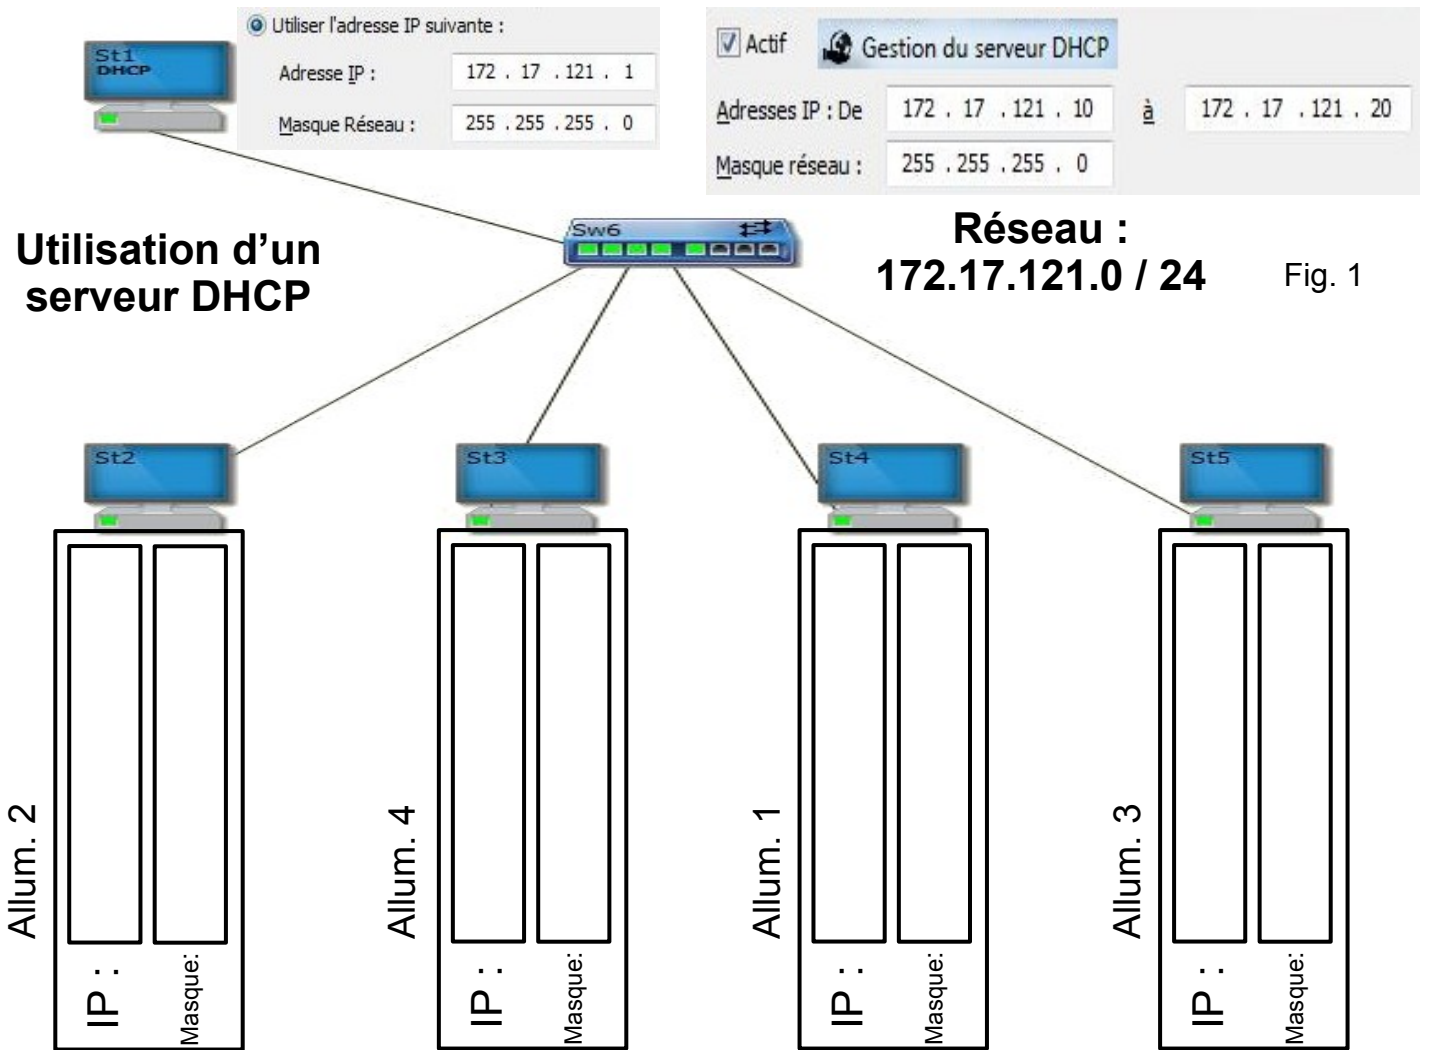 St1
DHCP
Utiliser l'adresse IP suivante :
Adresse IP : 172 . 17 . 121 . 1
Masque Réseau : 255 . 255 . 255 . 0
Actif Gestion du serveur DHCP
Adresses IP : De 172 . 17 . 121 . 10 à 172 . 17 . 121 . 20
Masque réseau : 255 . 255 . 255 . 0
Utilisation d’un
serveur DHCP
Sw6
Réseau :
172.17.121.0 / 24
Fig. 1
St2
St3
St4
St5
Allum. 2
IP :
Masque:
Allum. 4
IP :
Masque:
Allum. 1
IP :
Masque:
Allum. 3
IP :
Masque: